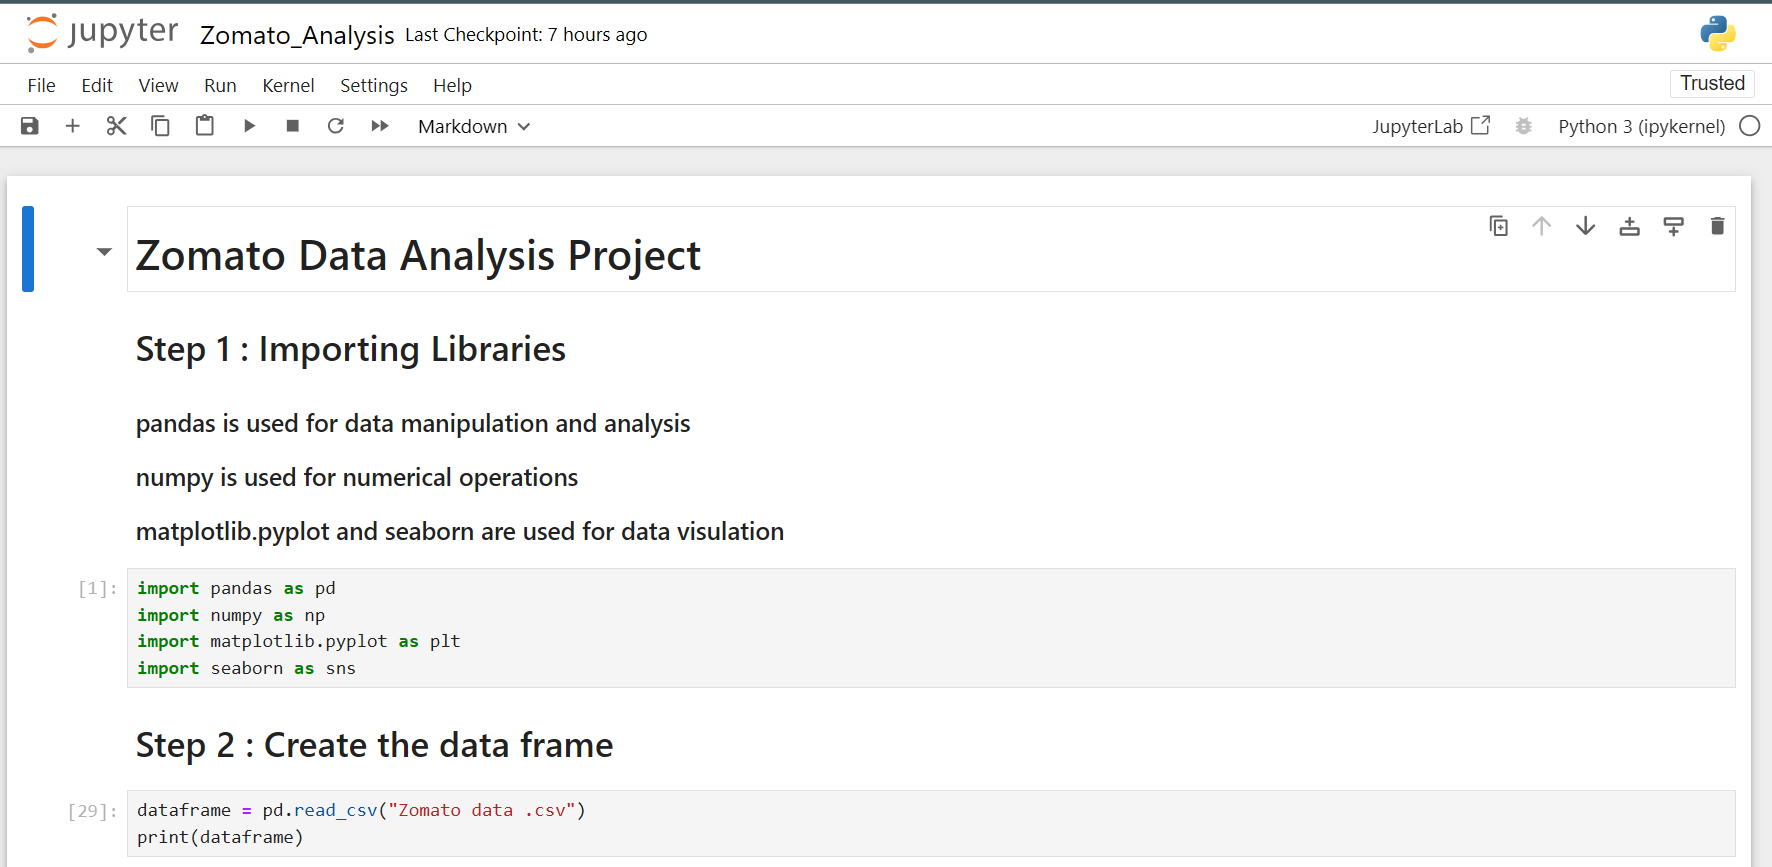 jupyter Zomato_Analysis Last Checkpoint: 7 hours ago
File Edit View Run Kernel Settings Help Trusted
Markdown JupyterLab Python 3 (ipykernel)
Zomato Data Analysis Project
Step 1 : Importing Libraries
pandas is used for data manipulation and analysis
numpy is used for numerical operations
matplotlib.pyplot and seaborn are used for data visulation
[1]: import pandas as pd
import numpy as np
import matplotlib.pyplot as plt
import seaborn as sns
Step 2 : Create the data frame
[29]: dataframe = pd.read_csv("Zomato data .csv")
print(dataframe)